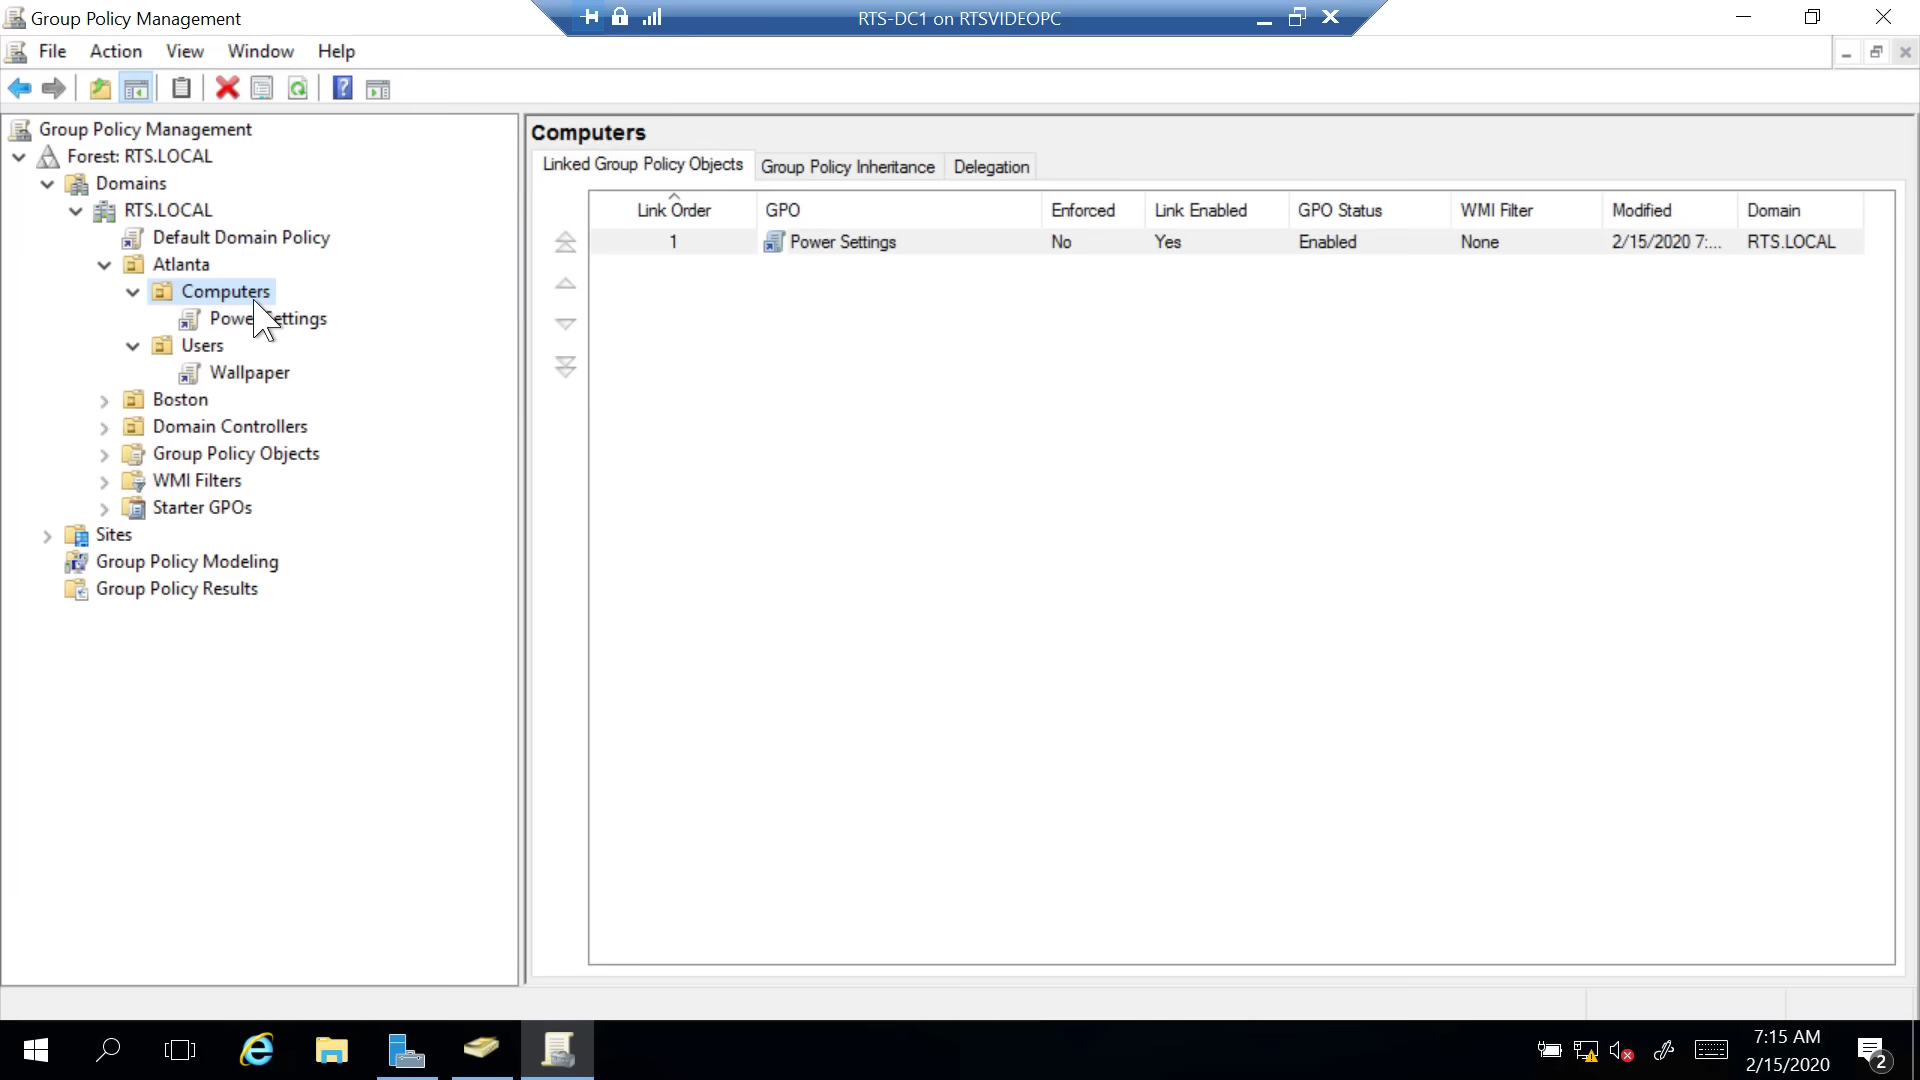 Group Policy Management
RTS-DC1 on RTSVIDEOPC
File Action View Window Help
Group Policy Management
Forest: RTS.LOCAL
Domains
RTS.LOCAL
Default Domain Policy
Atlanta
Computers
Power Settings
Users
Wallpaper
Boston
Domain Controllers
Group Policy Objects
WMI Filters
Starter GPOs
Sites
Group Policy Modeling
Group Policy Results
Computers
Linked Group Policy Objects Group Policy Inheritance Delegation
Link Order GPO Enforced Link Enabled GPO Status WMI Filter Modified Domain
1 Power Settings No Yes Enabled None 2/15/2020 7:... RTS.LOCAL
7:15 AM
2/15/2020
2